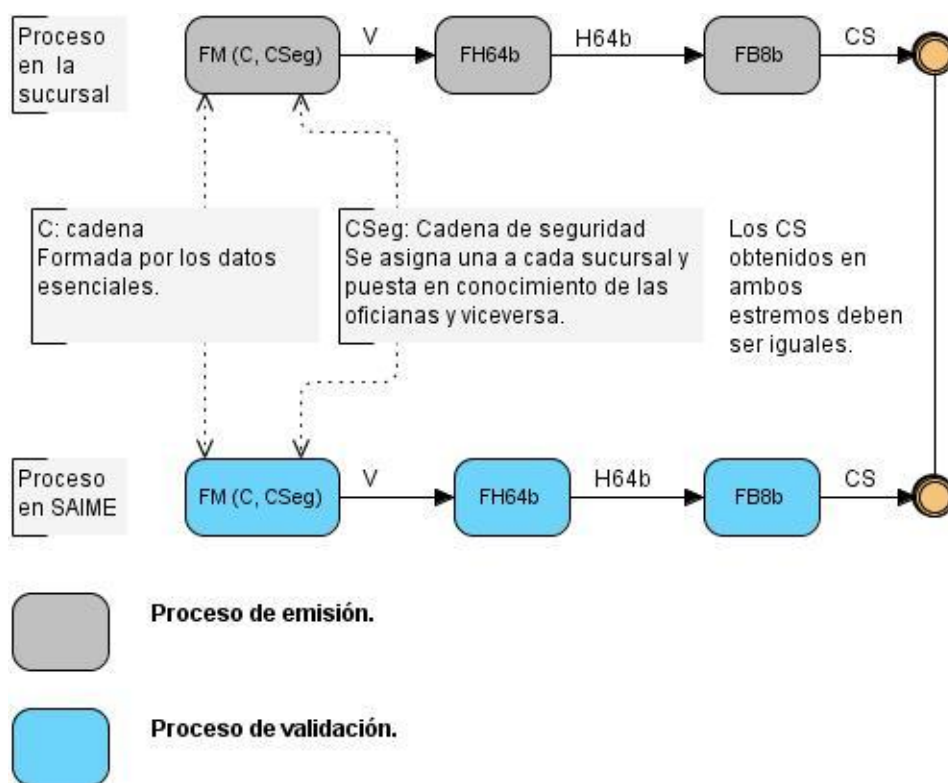 Proceso
en la
sucursal
FM (C, CSeg)
V
FH64b
H64b
FB8b
CS
C: cadena
Formada por los datos
esenciales.
CSeg: Cadena de seguridad
Se asigna una a cada sucursal y
puesta en conocimiento de las
oficianas y viceversa.
Los CS
obtenidos en
ambos
estremos deben
ser iguales.
Proceso
en SAIME
FM (C, CSeg)
V
FH64b
H64b
FB8b
CS
Proceso de emisión.
Proceso de validación.